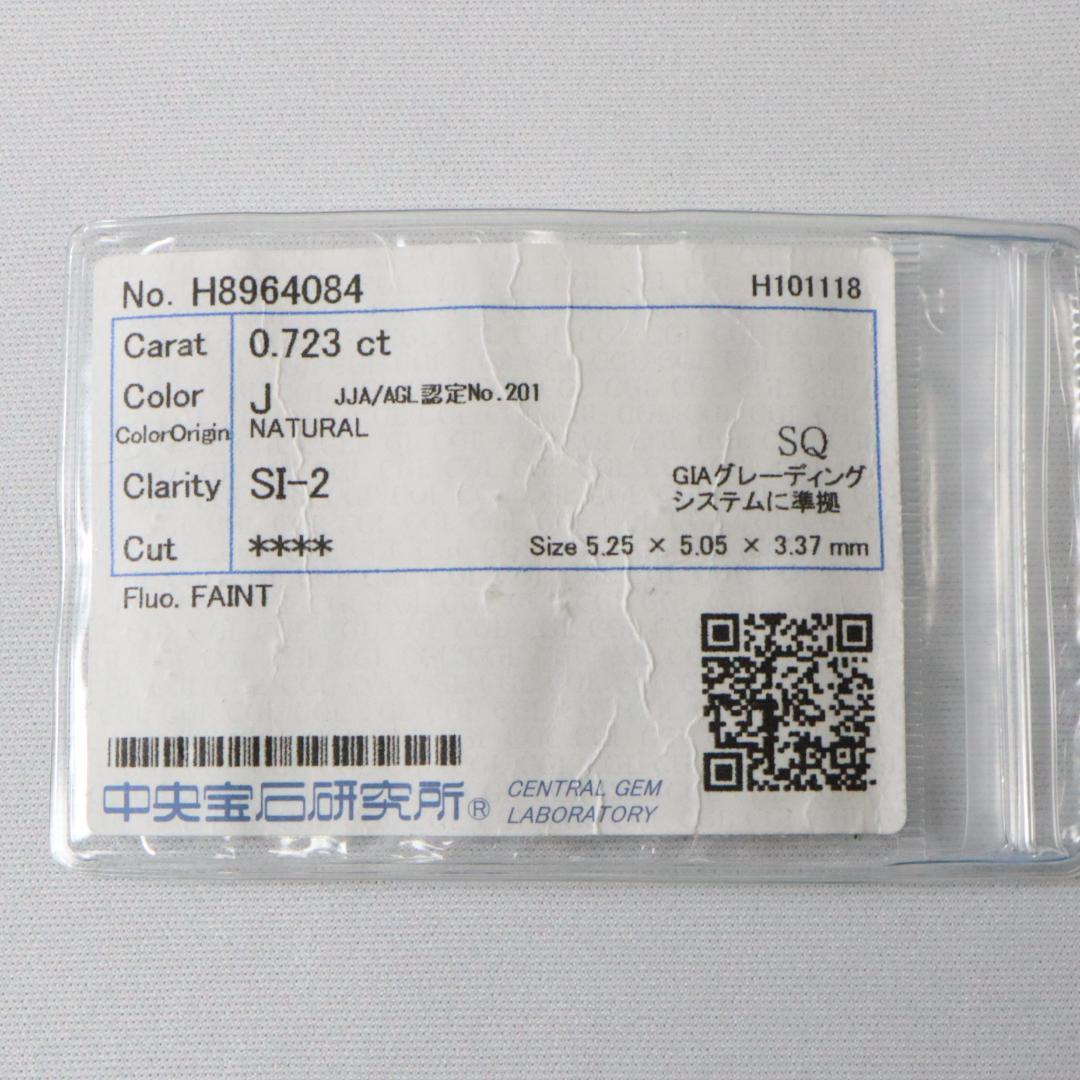 No. H8964084 H101118
Carat 0.723 ct
Color J JJA/AGL認定No.201
ColorOrigin NATURAL
SQ
Clarity SI-2 GIAグレーディング
システムに準拠
Cut **** Size 5.25 × 5.05 × 3.37 mm
Fluo. FAINT
中央宝石研究所® CENTRAL GEM
LABORATORY